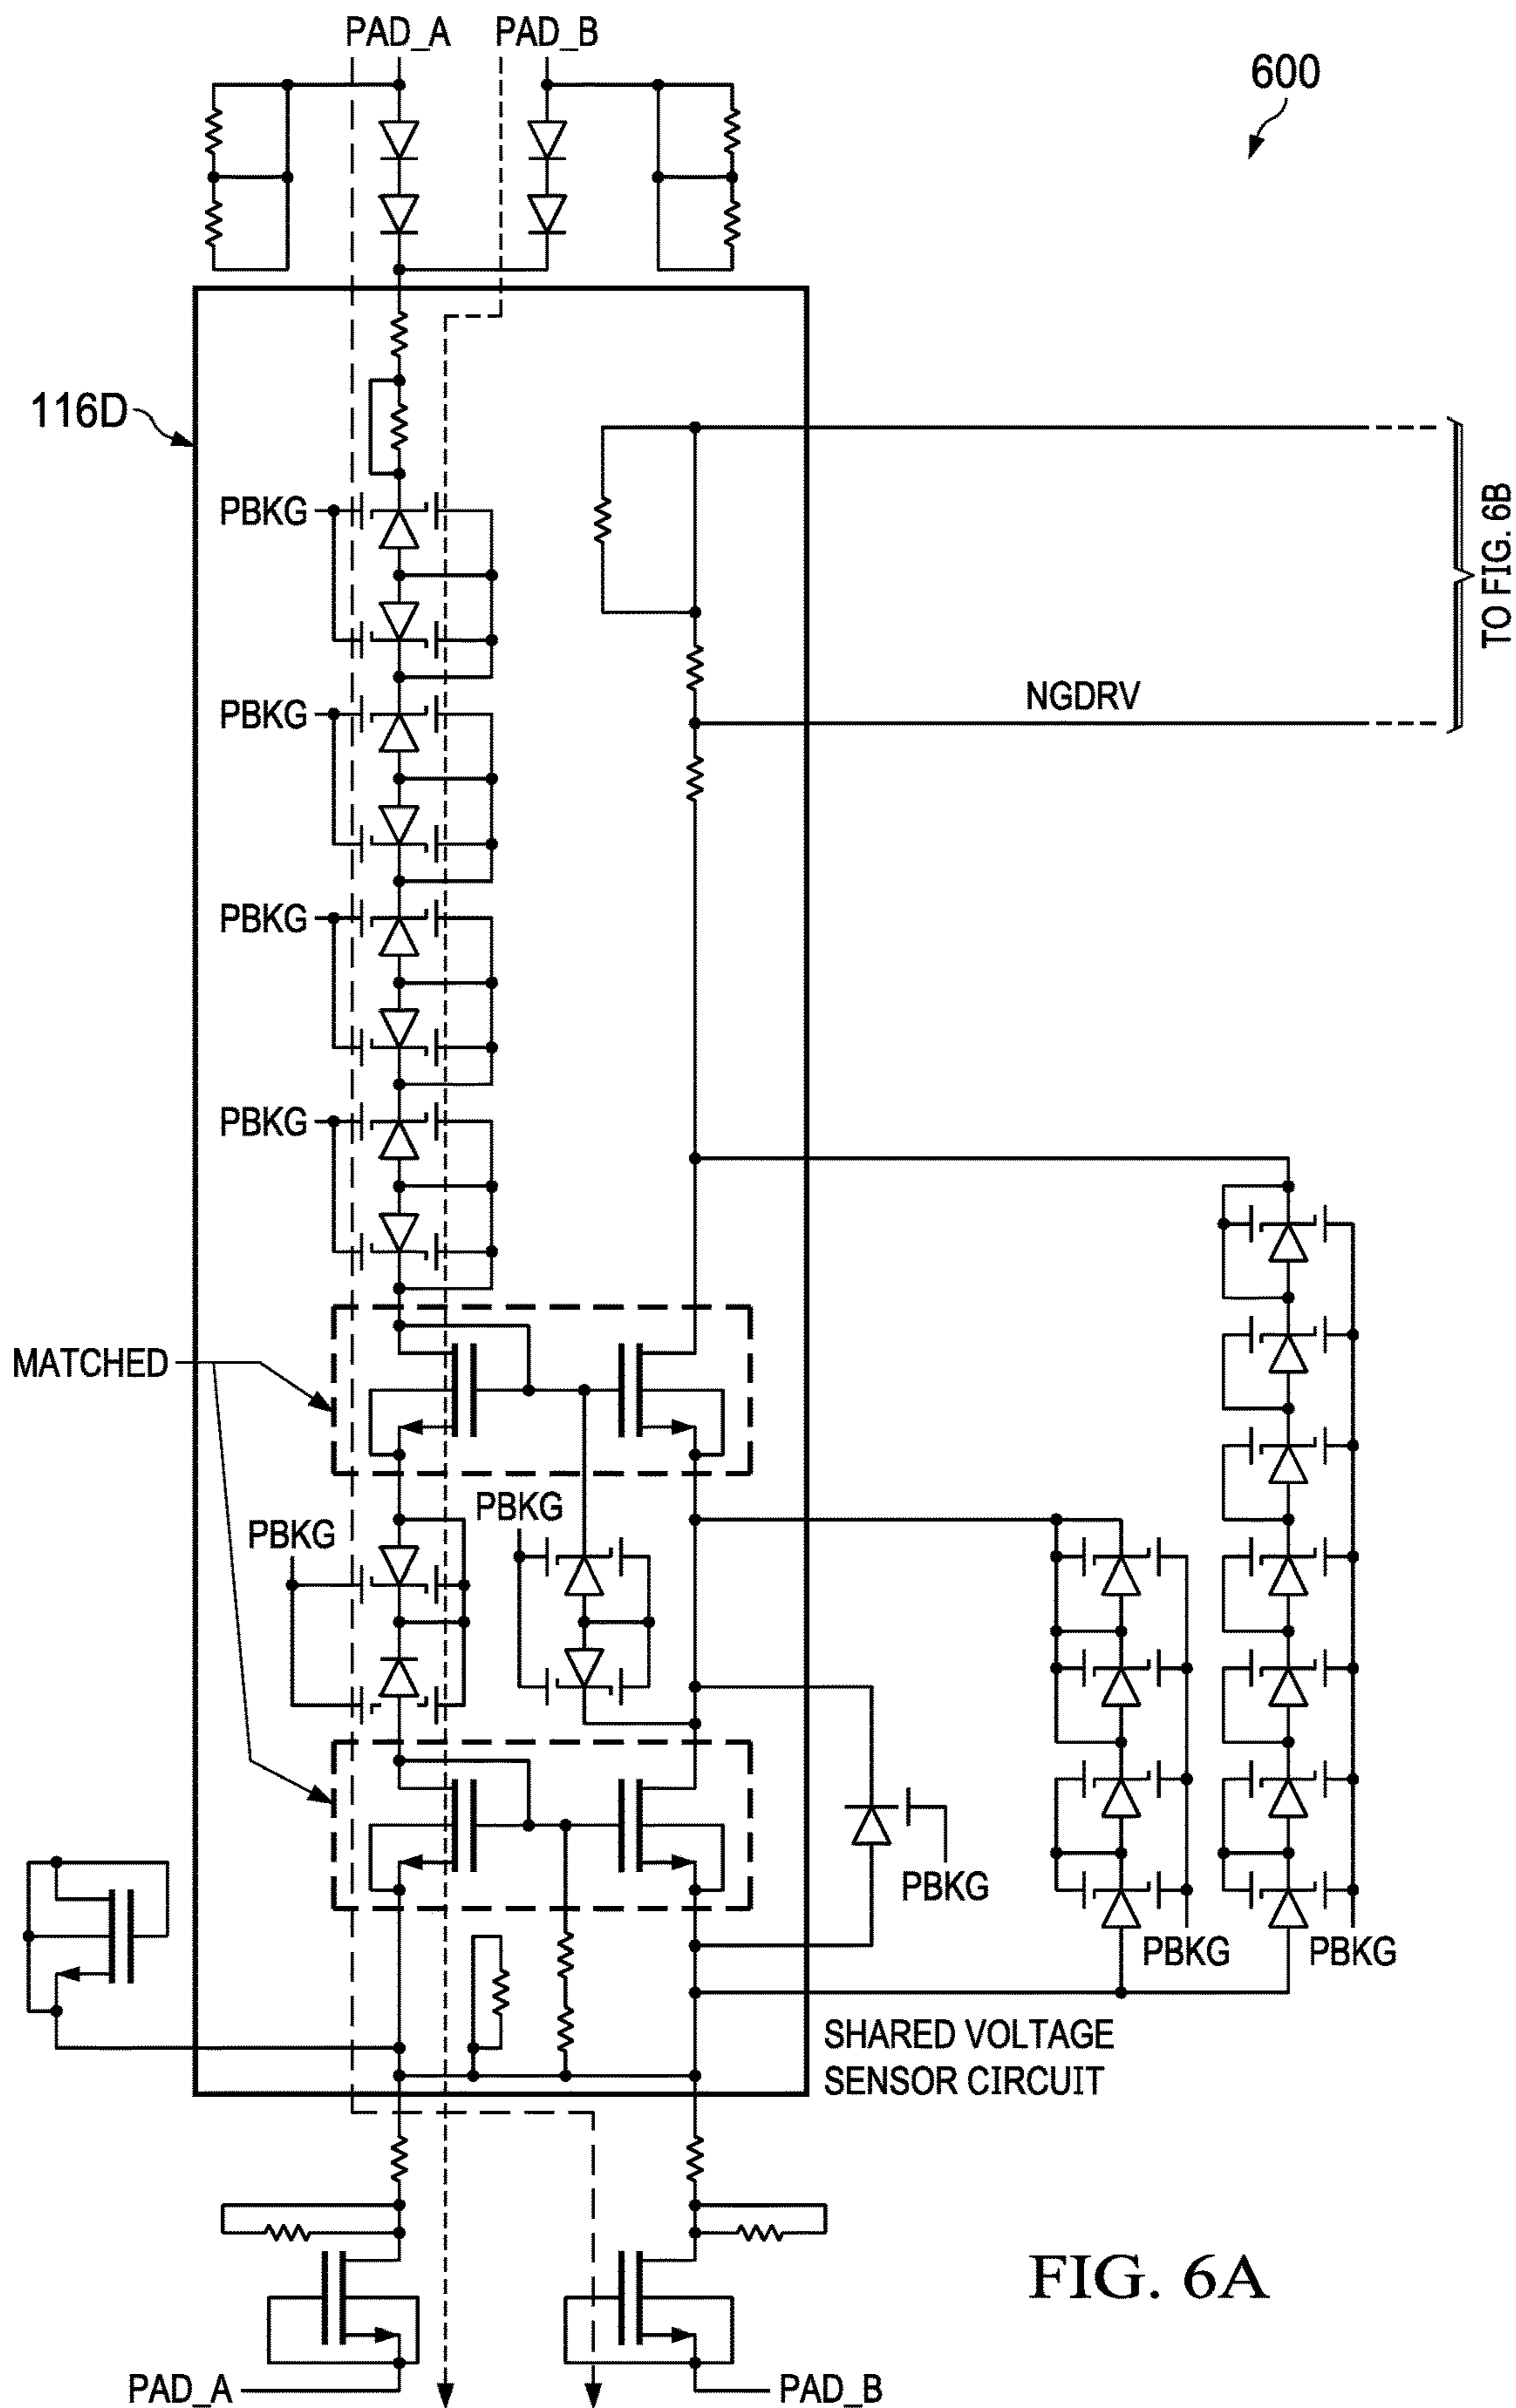 PAD_A
PAD_B
600
116D
PBKG
TO FIG. 6B
NGDRV
PBKG
PBKG
PBKG
MATCHED
PBKG
PBKG
PBKG
PBKG
PBKG
SHARED VOLTAGE
SENSOR CIRCUIT
FIG. 6A
PAD_A
PAD_B